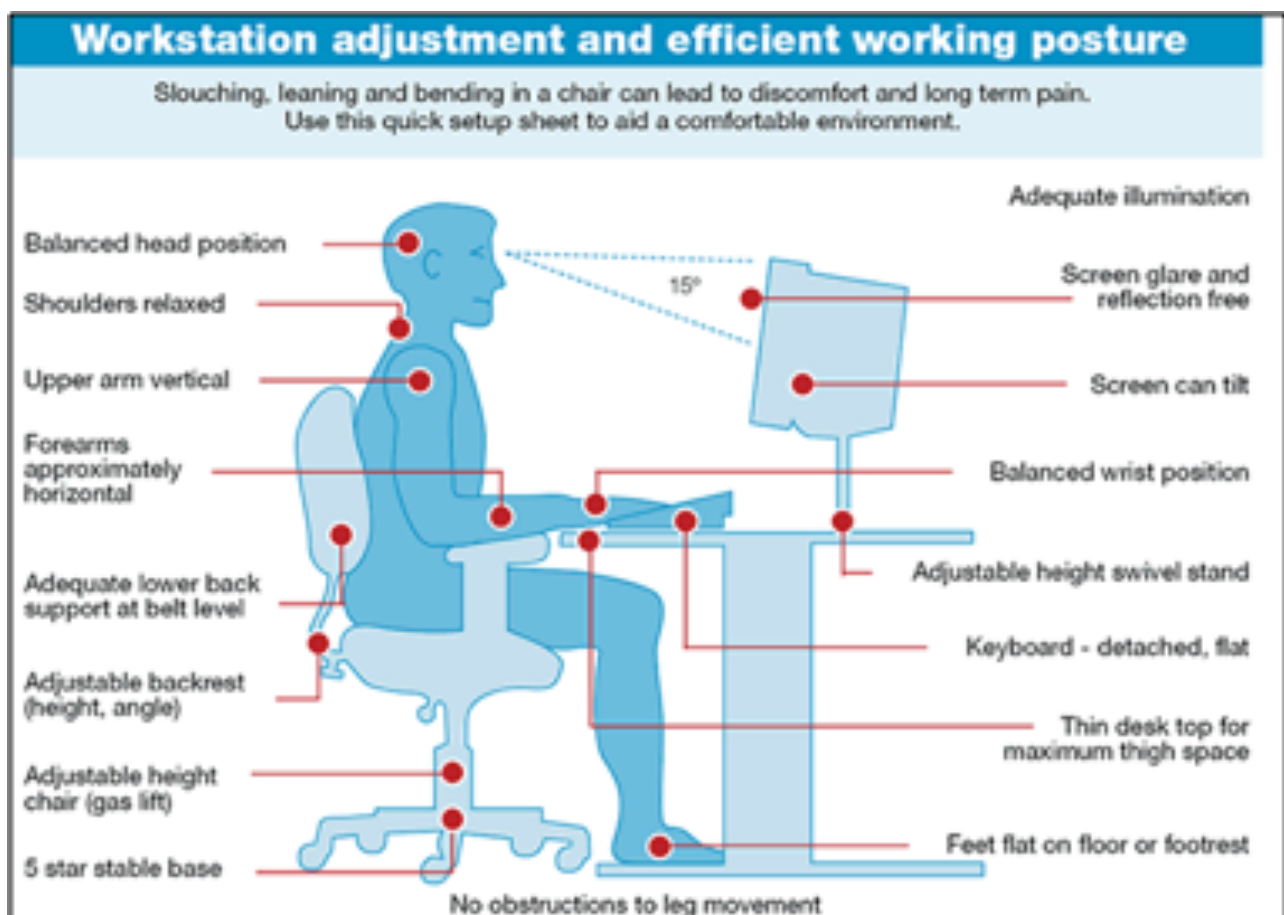 Workstation adjustment and efficient working posture
Slouching, leaning and bending in a chair can lead to discomfort and long term pain.
Use this quick setup sheet to aid a comfortable environment.
Adequate illumination
Balanced head position
Shoulders relaxed
Upper arm vertical
Forearms
approximately
horizontal
Adequate lower back
support at belt level
Adjustable backrest
(height, angle)
Adjustable height
chair (gas lift)
5 star stable base
15°
Screen glare and
reflection free
Screen can tilt
Balanced wrist position
Adjustable height swivel stand
Keyboard - detached, flat
Thin desk top for
maximum thigh space
Feet flat on floor or footrest
No obstructions to leg movement